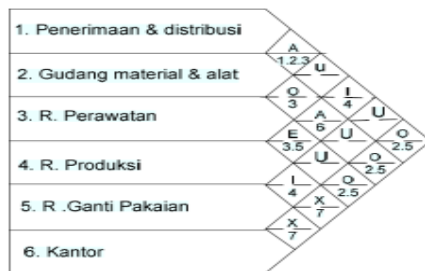 1. Penerimaan & distribusi
A
1.2.3
U
2. Gudang material & alat
O
3
I
4
U
3. R. Perawatan
A
6
U
O
2.5
E
3.5
U
O
2.5
4. R. Produksi
I
4
O
2.5
X
7
5. R .Ganti Pakaian
X
7
6. Kantor